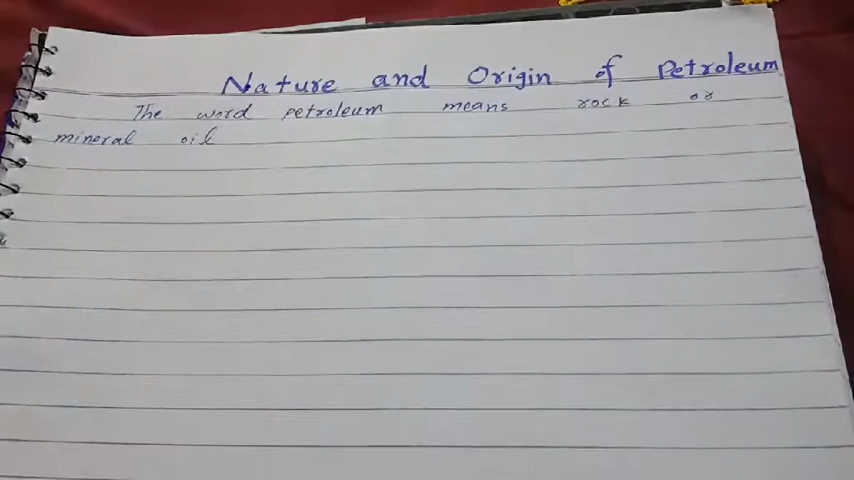 Nature and Origin of Petroleum
The word petroleum means rock or
mineral oil